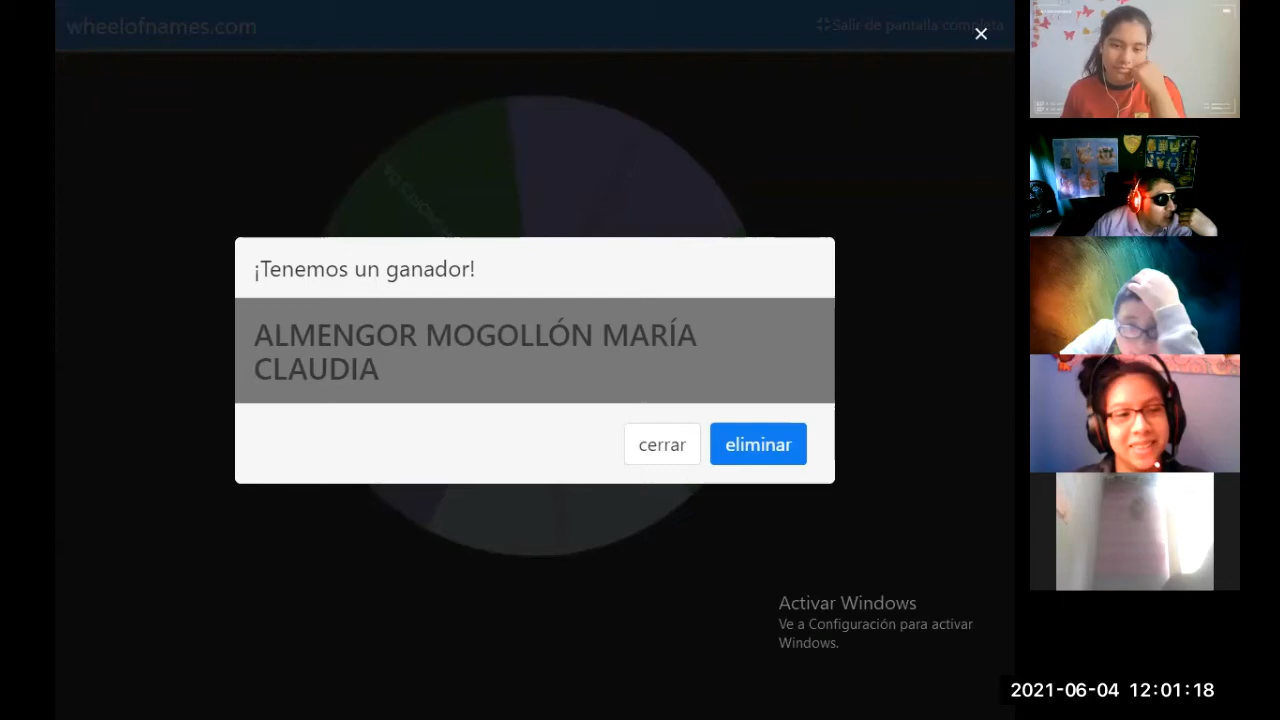 wheelofnames.com
Salir de pantalla completa
¡Tenemos un ganador!
ALMENGOR MOGOLLÓN MARÍA
CLAUDIA
cerrar
eliminar
Activar Windows
Ve a Configuración para activar
Windows.
2021-06-04 12:01:18